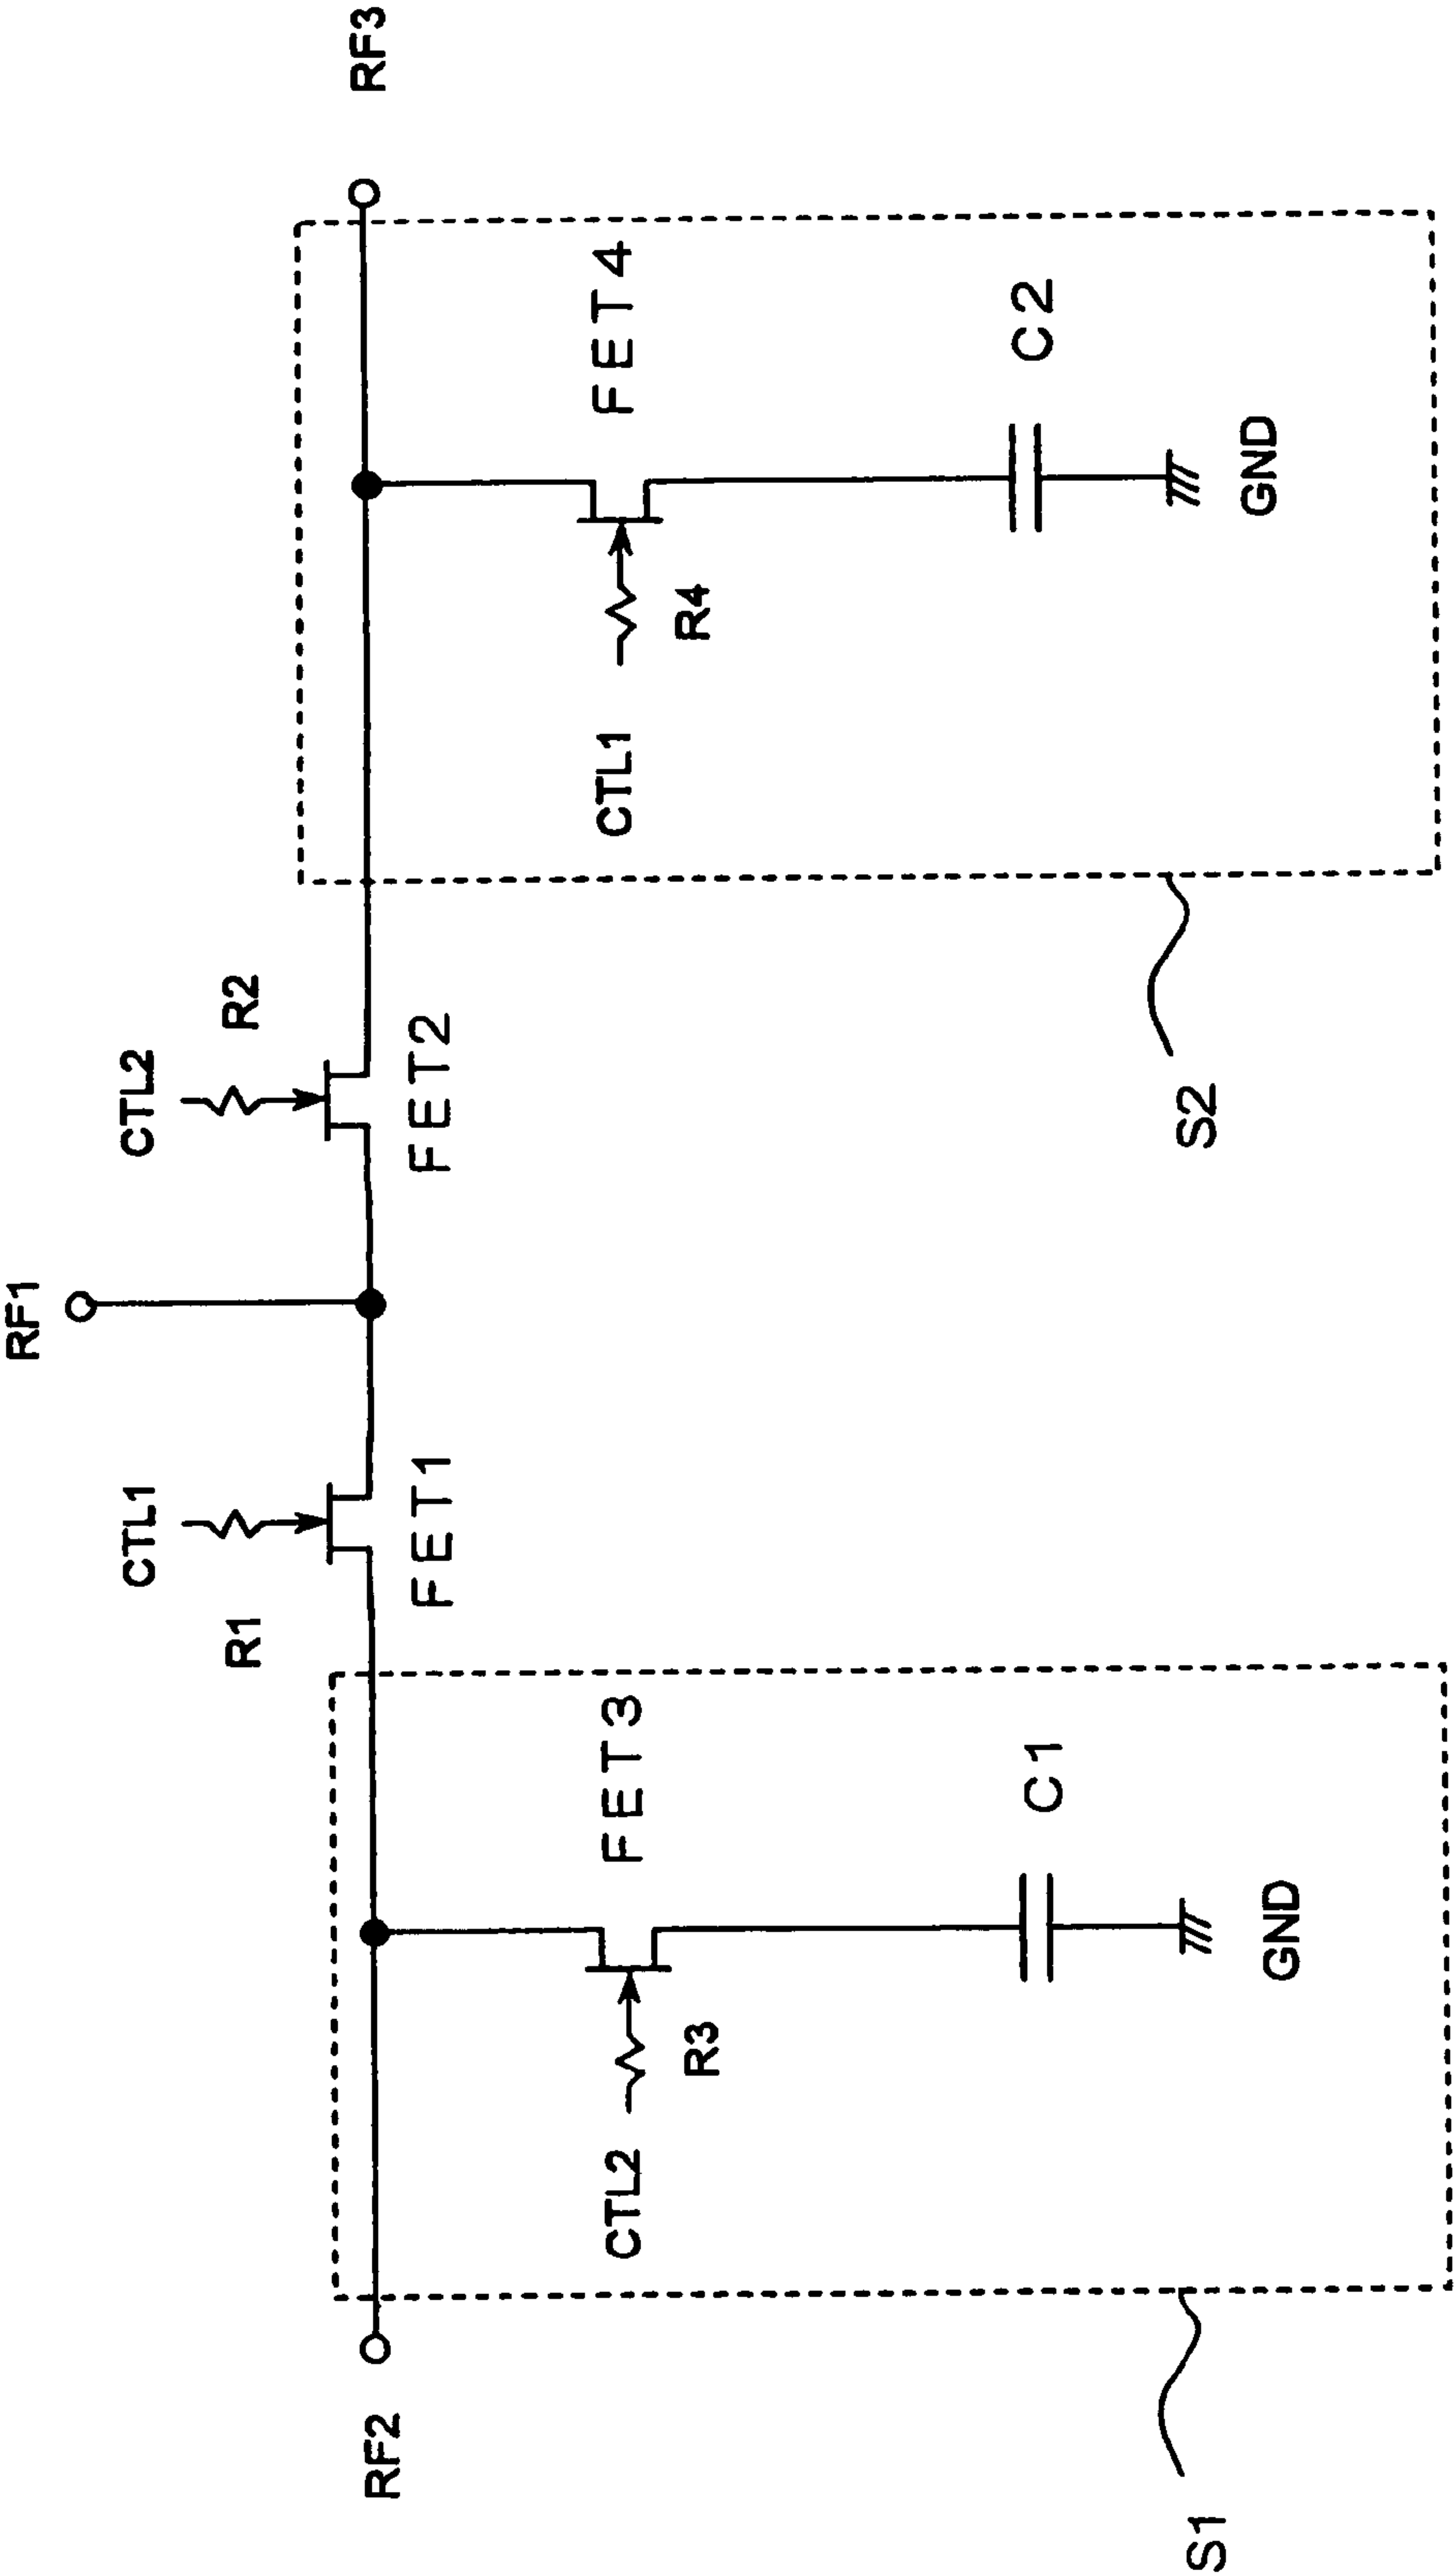 RF1
CTL1
CTL2
R1
R2
FET1
FET2
RF2
RF3
FET3
FET4
CTL2
R3
CTL1
R4
C1
C2
GND
GND
S1
S2